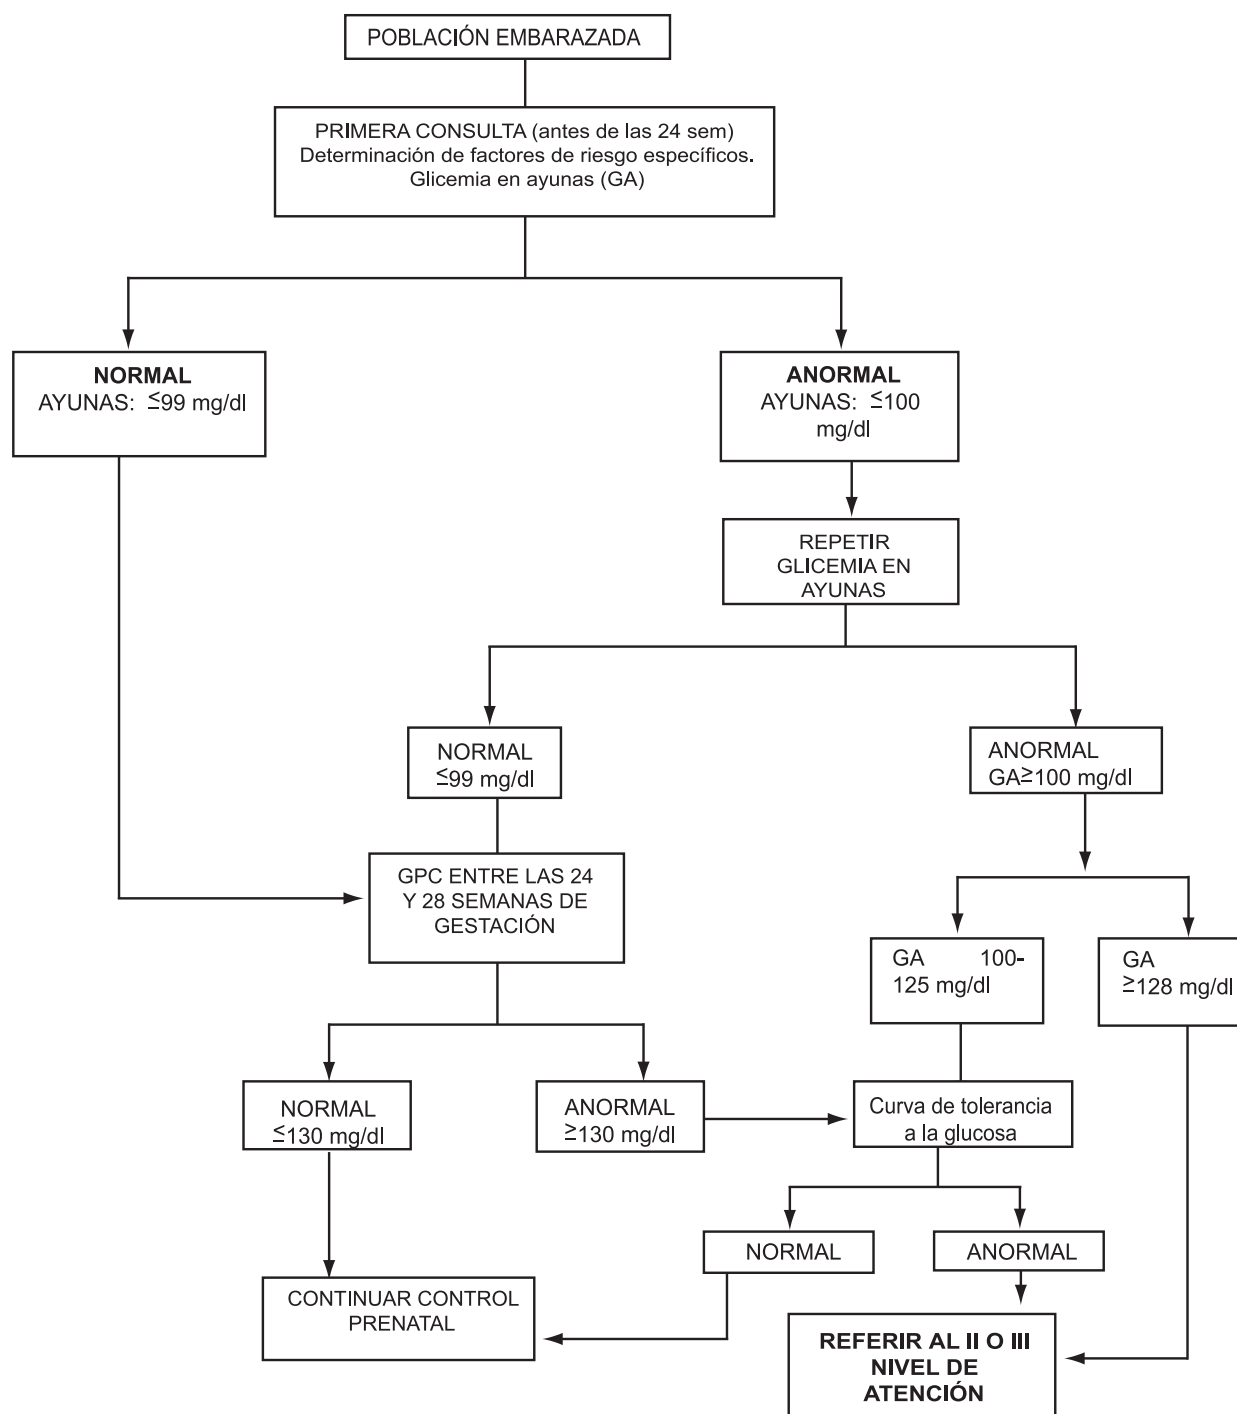 POBLACIÓN EMBARAZADA
PRIMERA CONSULTA (antes de las 24 sem)
Determinación de factores de riesgo específicos.
Glicemia en ayunas (GA)
NORMAL
AYUNAS: ≤99 mg/dl
ANORMAL
AYUNAS: ≤100
mg/dl
REPETIR
GLICEMIA EN
AYUNAS
NORMAL
≤99 mg/dl
ANORMAL
GA≥100 mg/dl
GPC ENTRE LAS 24
Y 28 SEMANAS DE
GESTACIÓN
GA 100-
125 mg/dl
GA
≥128 mg/dl
NORMAL
≤130 mg/dl
ANORMAL
≥130 mg/dl
Curva de tolerancia
a la glucosa
NORMAL
ANORMAL
CONTINUAR CONTROL
PRENATAL
REFERIR AL II O III
NIVEL DE
ATENCIÓN